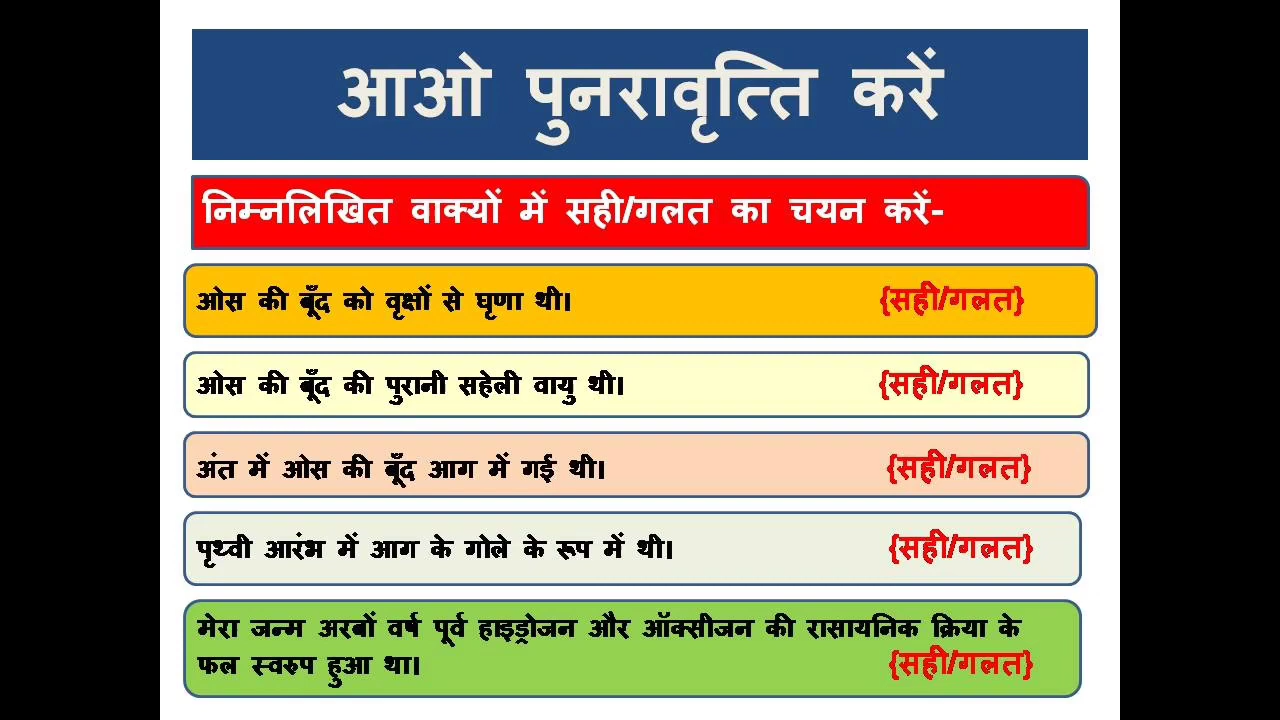 आओ पुनरावृत्ति करें
निम्नलिखित वाक्यों में सही/गलत का चयन करें-
ओस की बूँद को वृक्षों से घृणा थी। {सही/गलत}
ओस की बूँद की पुरानी सहेली वायु थी। {सही/गलत}
अंत में ओस की बूँद आग में गई थी। {सही/गलत}
पृथ्वी आरंभ में आग के गोले के रूप में थी। {सही/गलत}
मेरा जन्म अरबों वर्ष पूर्व हाइड्रोजन और ऑक्सीजन की रासायनिक क्रिया के
फल स्वरुप हुआ था। {सही/गलत}